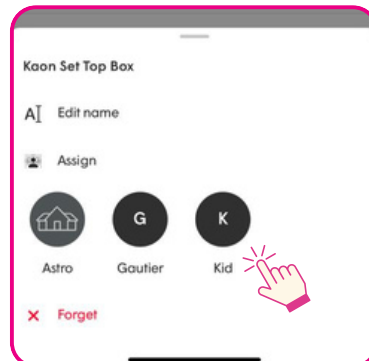 Kaon Set Top Box
A Edit name
Assign
G K
Astro Gautier Kid
Forget